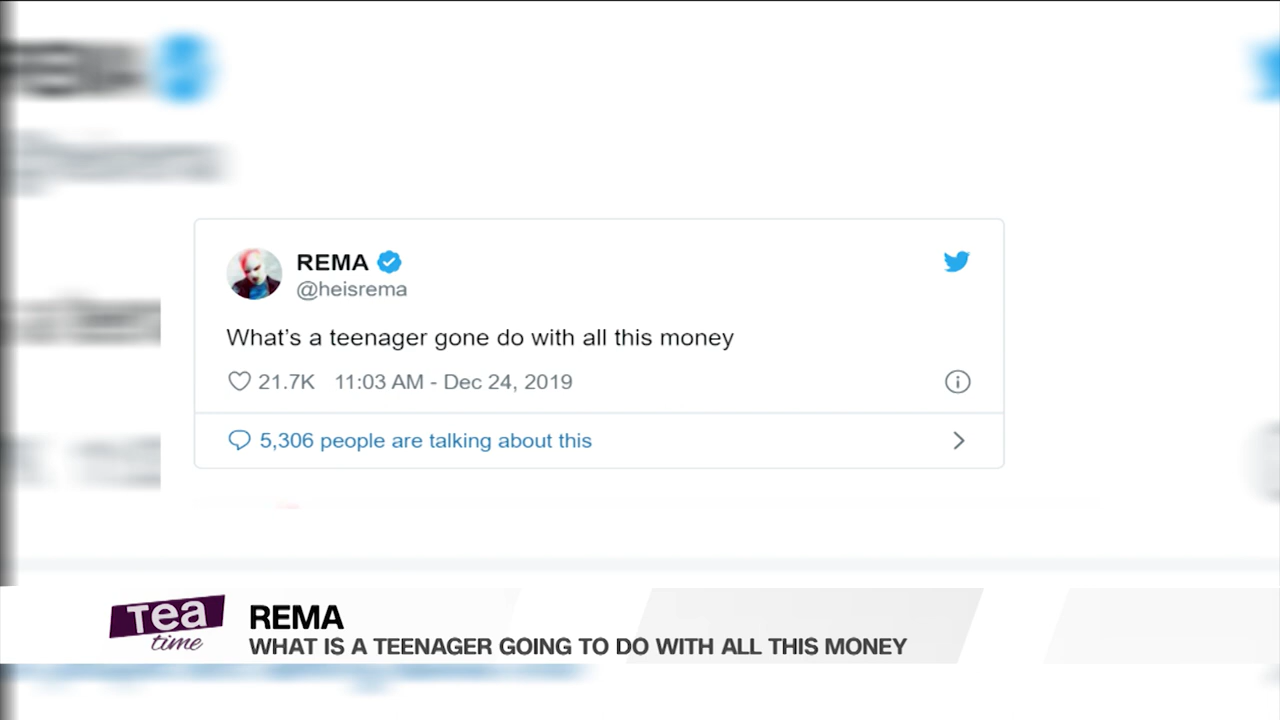 REMA
@heisrema
What's a teenager gone do with all this money
21.7K 11:03 AM - Dec 24, 2019
5,306 people are talking about this
Tea
time
REMA
WHAT IS A TEENAGER GOING TO DO WITH ALL THIS MONEY